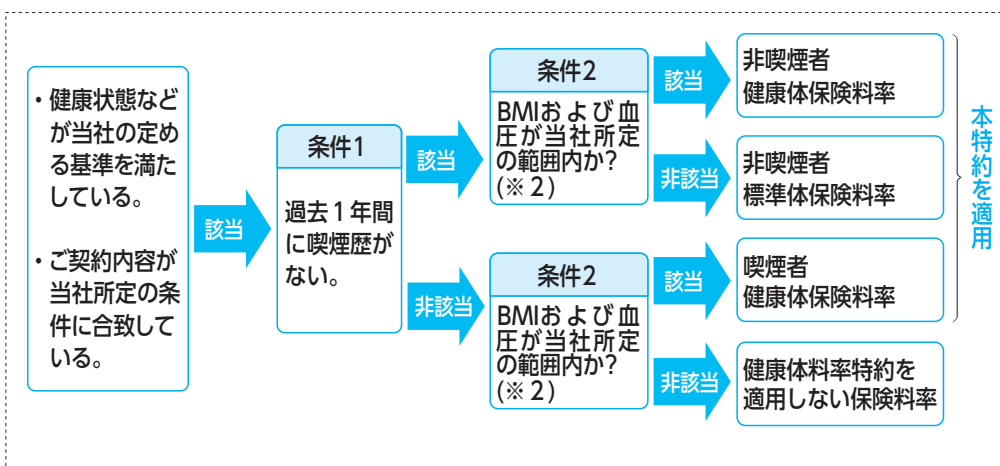 ・健康状態など
が当社の定め
る基準を満た
している。
・ご契約内容が
当社所定の条
件に合致して
いる。
該当
条件1
過去1年間
に喫煙歴が
ない。
該当
条件2
BMIおよび血
圧が当社所定
の範囲内か?
(※2)
該当
非喫煙者
健康体保険料率
非該当
非喫煙者
標準体保険料率
非該当
条件2
BMIおよび血
圧が当社所定
の範囲内か?
(※2)
該当
喫煙者
健康体保険料率
非該当
健康体料率特約を
適用しない保険料率
本特約を適用